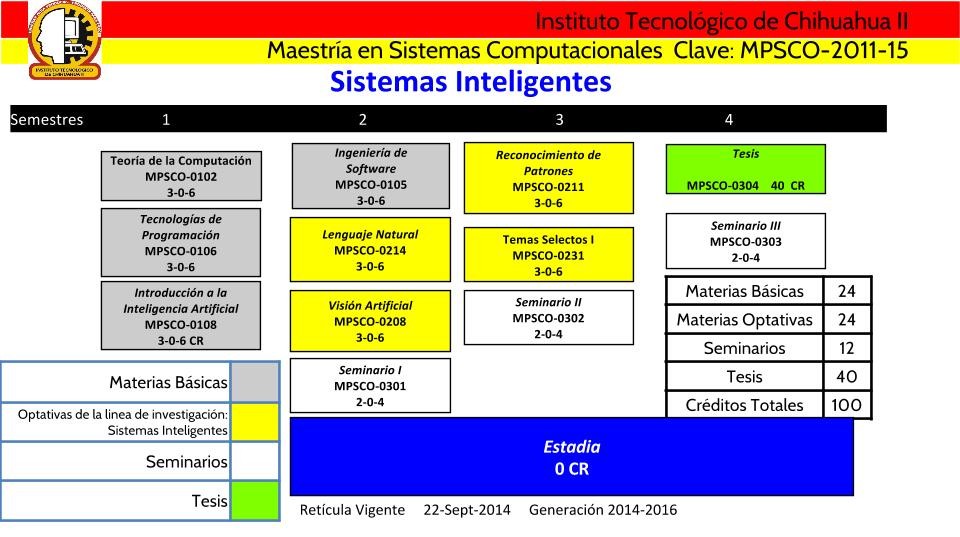 Instituto Tecnológico de Chihuahua II
Maestría en Sistemas Computacionales Clave: MPSCO-2011-15
INSTITUTO TECNOLOGICO
DE CHIHUAHUA II
Sistemas Inteligentes
Semestres 1 2 3 4
Teoría de la Computación
MPSCO-0102
3-0-6
Tecnologías de
Programación
MPSCO-0106
3-0-6
Introducción a la
Inteligencia Artificial
MPSCO-0108
3-0-6 CR
Ingeniería de
Software
MPSCO-0105
3-0-6
Lenguaje Natural
MPSCO-0214
3-0-6
Visión Artificial
MPSCO-0208
3-0-6
Seminario I
MPSCO-0301
2-0-4
Reconocimiento de
Patrones
MPSCO-0211
3-0-6
Temas Selectos I
MPSCO-0231
3-0-6
Seminario II
MPSCO-0302
2-0-4
Tesis
MPSCO-0304 40 CR
Seminario III
MPSCO-0303
2-0-4
Materias Básicas 24
Materias Optativas 24
Seminarios 12
Tesis 40
Créditos Totales 100
Materias Básicas
Optativas de la linea de investigación:
Sistemas Inteligentes
Seminarios
Tesis
Estadia
0 CR
Retícula Vigente 22-Sept-2014 Generación 2014-2016